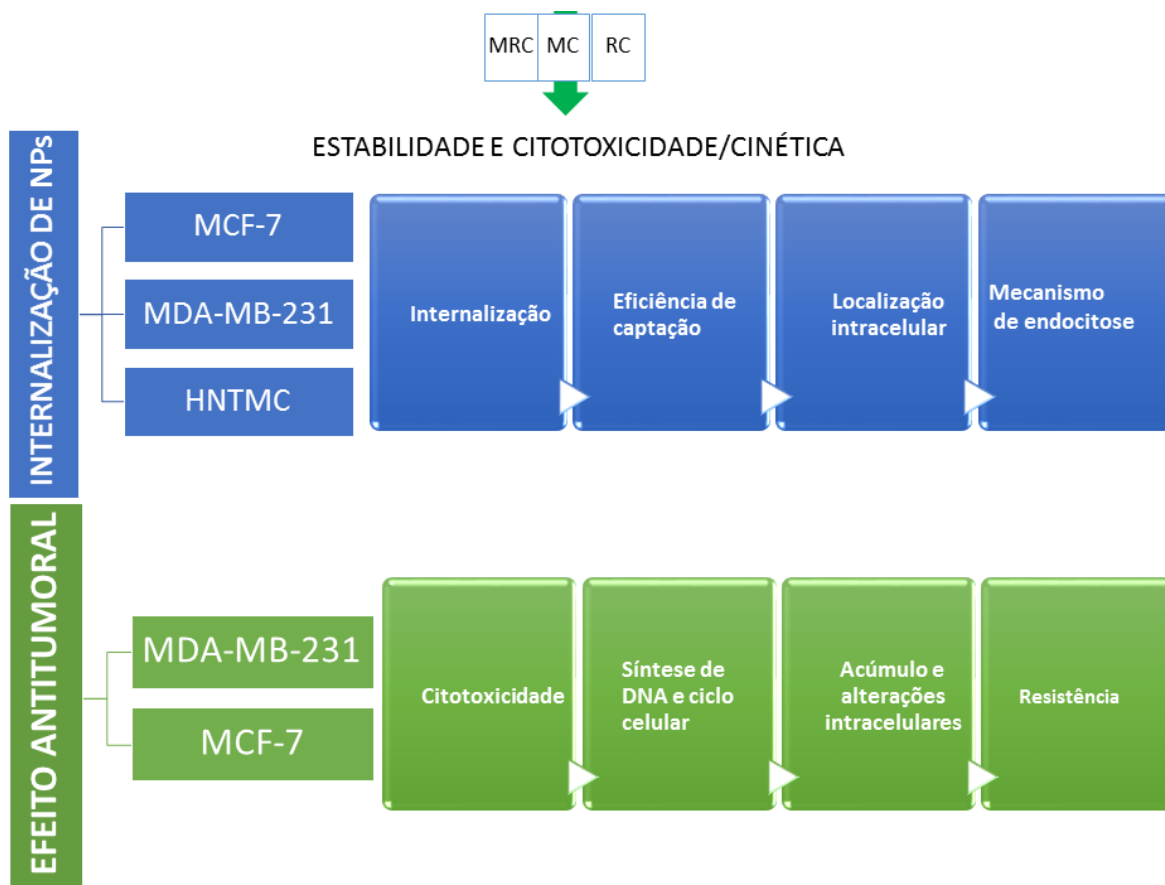 MRC MC RC
ESTABILIDADE E CITOTOXICIDADE/CINÉTICA
INTERNALIZAÇÃO DE NPs
MCF-7
MDA-MB-231
HNTMC
Internalização
Eficiência de
captação
Localização
intracelular
Mecanismo
de endocitose
EFEITO ANTITUMORAL
MDA-MB-231
MCF-7
Citotoxicidade
Síntese de
DNA e ciclo
celular
Acúmulo e
alterações
intracelulares
Resistência